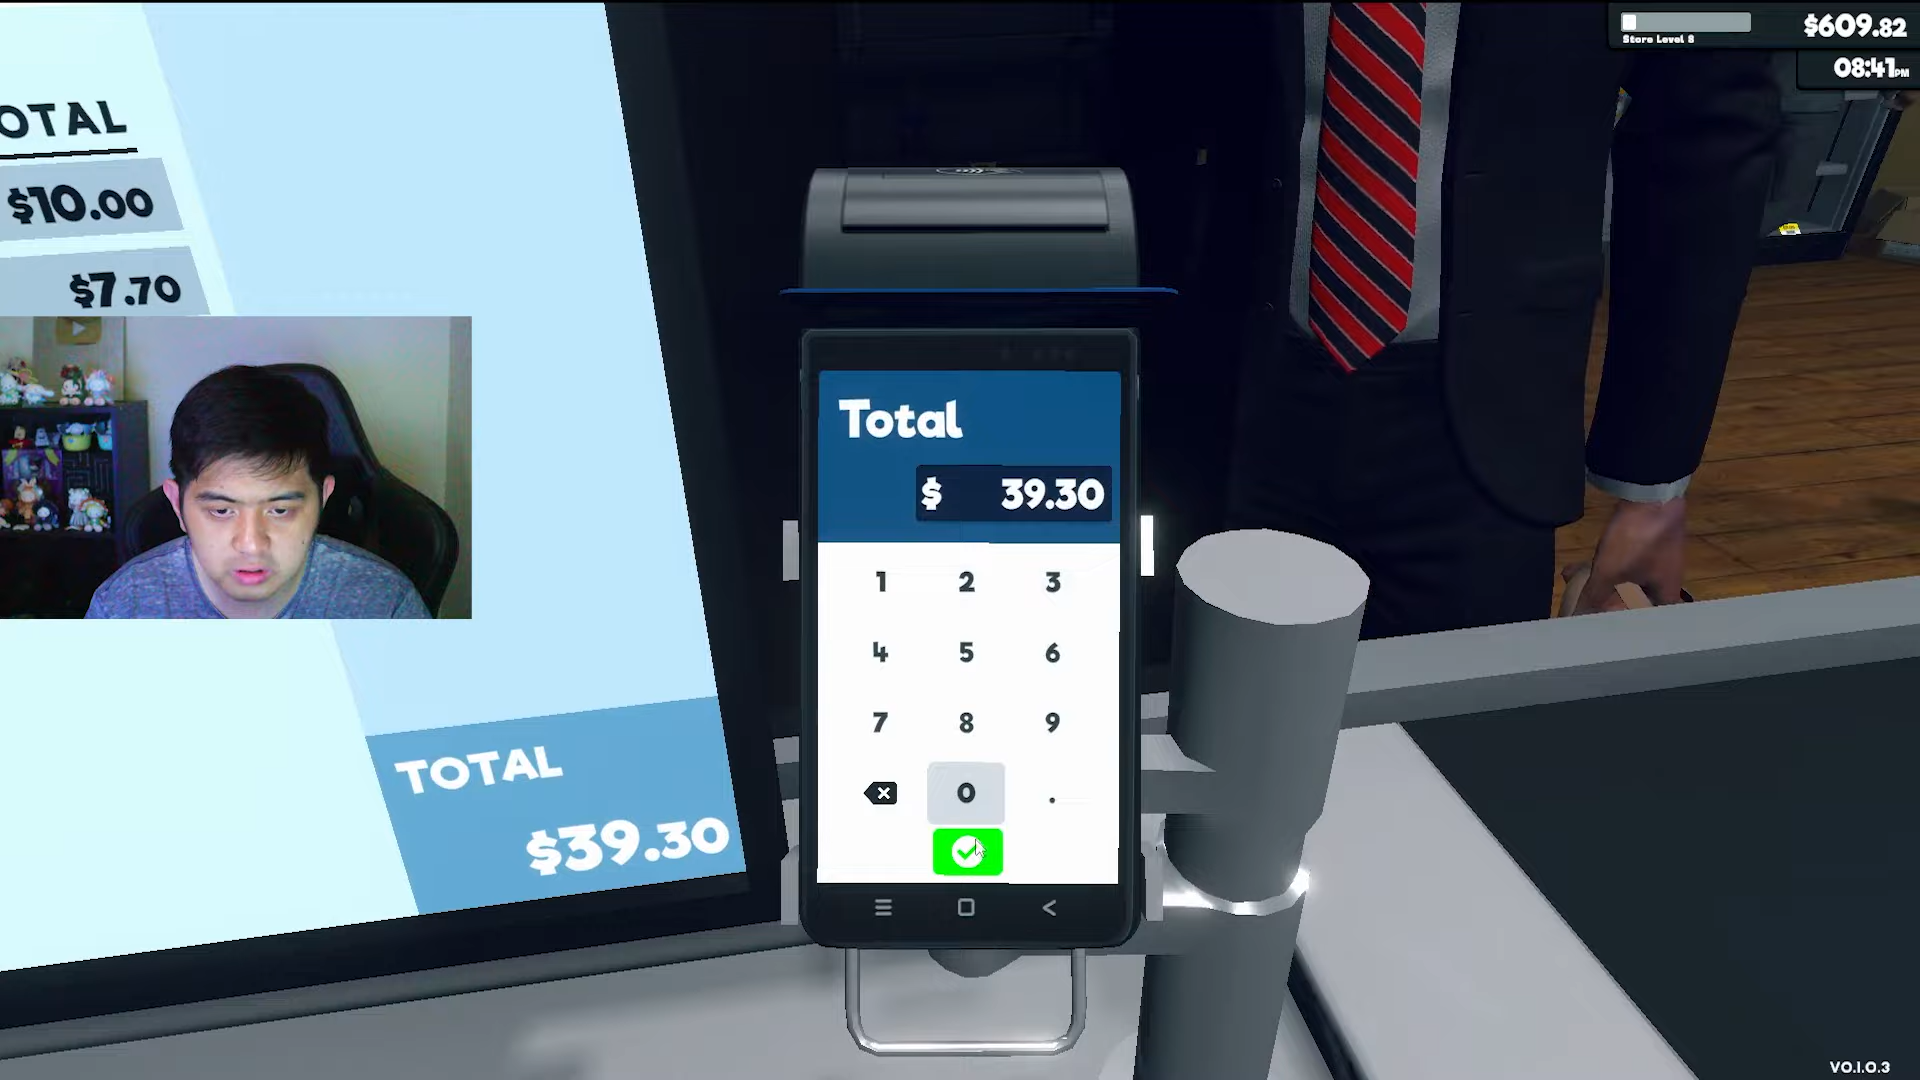 OTAL
$10.00
$7.70
TOTAL
$39.30
Total
$ 39.30
1 2 3
4 5 6
7 8 9
0 .
Store Level 8
$609.82
08:41PM
V0.1.0.3